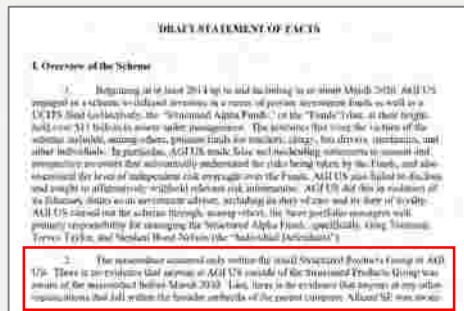 DRAFT STATEMENT OF FACTS
I. Overview of the Scheme
1. Beginning in at least 2014 up to and including in or about March 2020, AGI US
engaged in a scheme to defraud investors in a series of private investment funds as well as a
UCITS fund (collectively, the "Structured Alpha Funds," or the "Funds") that, at their height,
held over $11 billion in assets under management. The investors that were the victims of the
scheme included, among others, pension funds for teachers, clergy, bus drivers, mechanics, and
other individuals. In particular, AGI US made false and misleading statements to current and
prospective investors that substantially understated the risks being taken by the Funds, and also
overstated the level of independent risk oversight over the Funds. AGI US also failed to disclose
and sought to affirmatively withhold relevant risk information. AGI US did this in violation of
its fiduciary duties as an investment adviser, including its duty of care and its duty of loyalty.
AGI US carried out the scheme through, among others, the three portfolio managers with
primary responsibility for managing the Structured Alpha Funds, specifically, Greg Tournant,
Trevor Taylor, and Stephen Bond-Nelson (the "Individual Defendants").
2. The misconduct occurred only within the small Structured Products Group of AGI
US. There is no evidence that anyone at AGI US outside of the Structured Products Group was
aware of the misconduct before March 2020. Last, there is no evidence that anyone at any other
organizations that fall within the broader umbrella of the parent company Allianz SE was aware